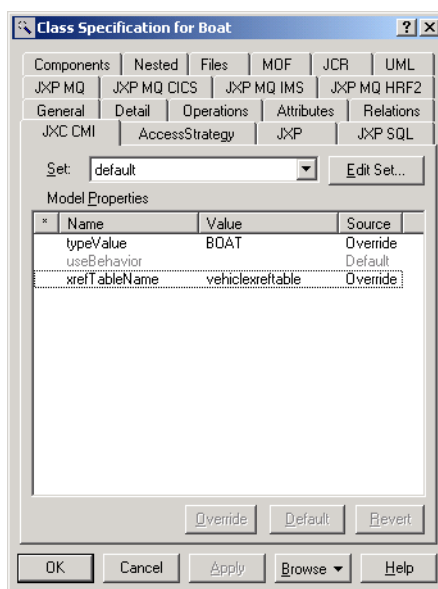 Class Specification for Boat
Components Nested Files MOF JCR UML
JXP MQ JXP MQ CICS JXP MQ IMS JXP MQ HRF2
General Detail Operations Attributes Relations
JXC CMI AccessStrategy JXP JXP SQL
Set: default Edit Set...
Model Properties
* Name Value Source
typeValue BOAT Override
useBehavior Default
xrefTableName vehiclexreftable Override
Override Default Revert
OK Cancel Apply Browse Help